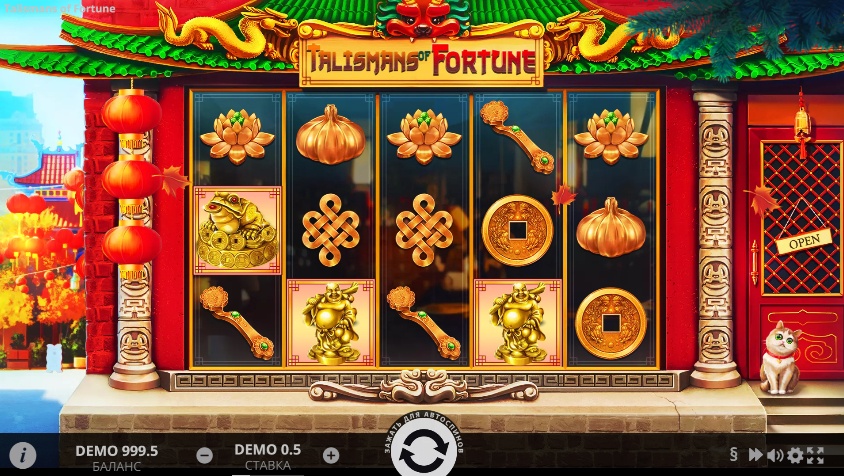 Talismans of Fortune
TALISMANS OF FORTUNE
OPEN
ЗАЖАТЬ ДЛЯ АВТОСПИНОВ
DEMO 999.5
БАЛАНС
DEMO 0.5
СТАВКА